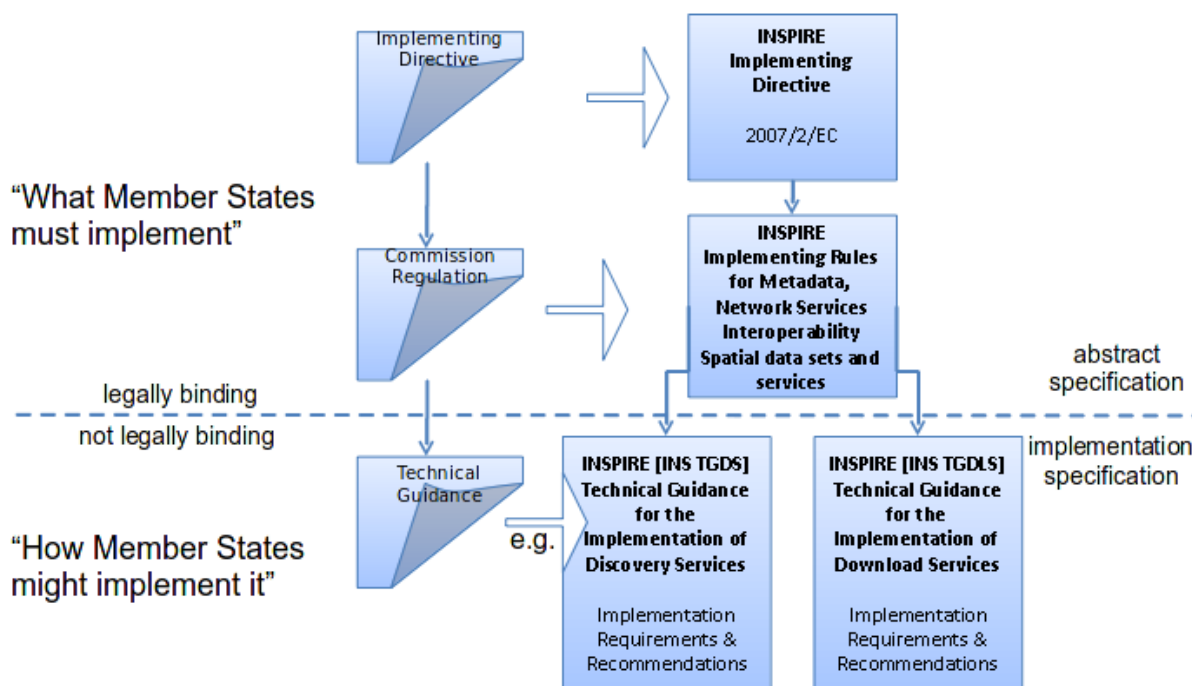 Implementing
Directive
INSPIRE
Implementing
Directive
2007/2/EC
“What Member States
must implement”
Commission
Regulation
INSPIRE
Implementing Rules
for Metadata,
Network Services
Interoperability
Spatial data sets and
services
abstract
specification
legally binding
not legally binding
implementation
specification
Technical
Guidance
e.g.
“How Member States
might implement it”
INSPIRE [INS TGDS]
Technical Guidance
for the
Implementation of
Discovery Services
Implementation
Requirements &
Recommendations
INSPIRE [INS TGDLS]
Technical Guidance
for the
Implementation of
Download Services
Implementation
Requirements &
Recommendations